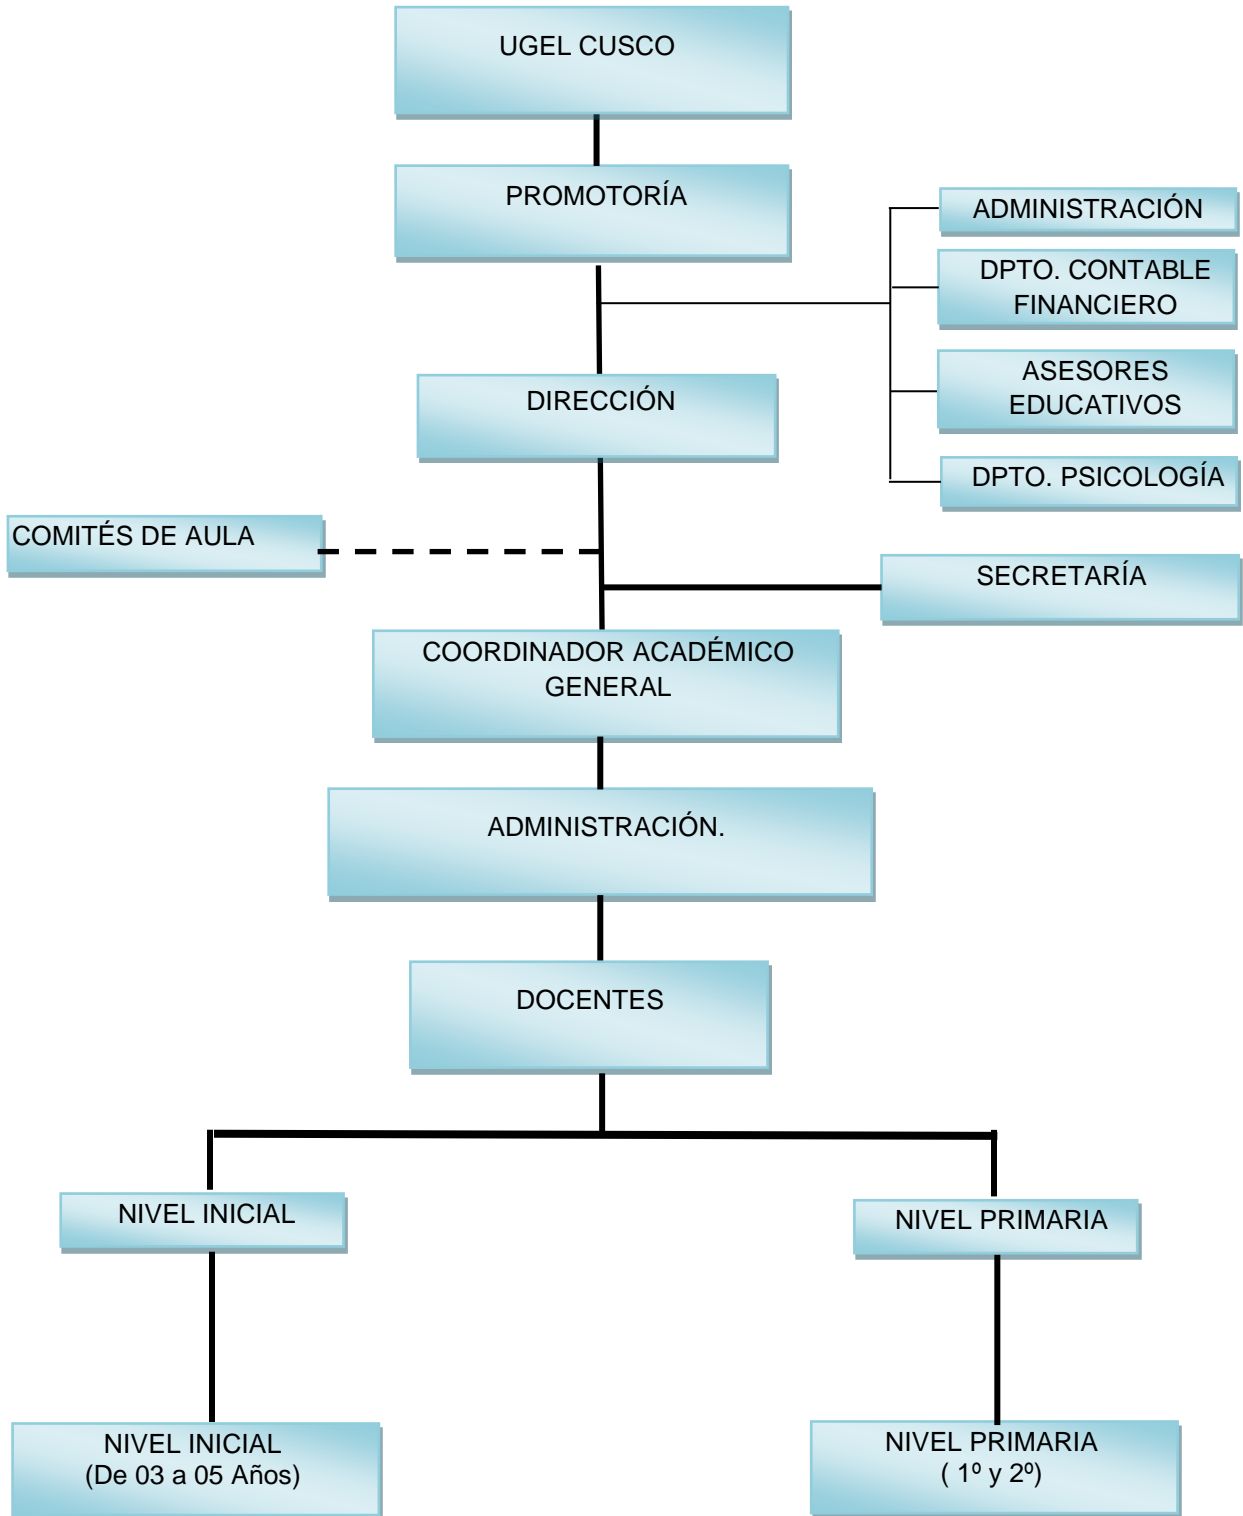 UGEL CUSCO
PROMOTORÍA
ADMINISTRACIÓN
DPTO. CONTABLE
FINANCIERO
ASESORES
EDUCATIVOS
DPTO. PSICOLOGÍA
DIRECCIÓN
COMITÉS DE AULA
SECRETARÍA
COORDINADOR ACADÉMICO
GENERAL
ADMINISTRACIÓN.
DOCENTES
NIVEL INICIAL
NIVEL PRIMARIA
NIVEL INICIAL
(De 03 a 05 Años)
NIVEL PRIMARIA
( 1º y 2º)